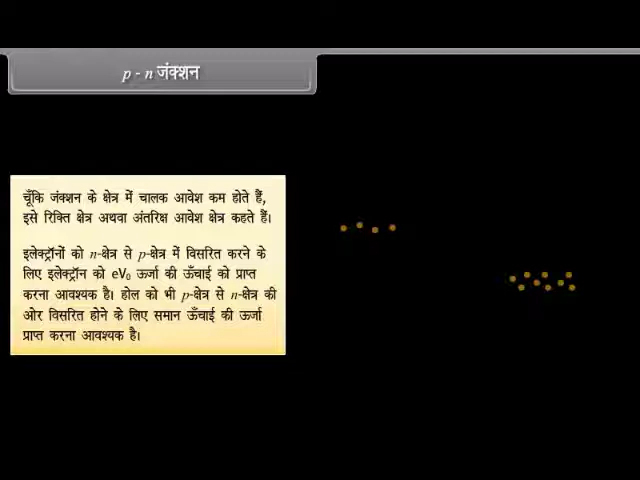 p - n जंक्शन
चूँकि जंक्शन के क्षेत्र में चालक आवेश कम होते हैं,
इसे रिक्ति क्षेत्र अथवा अंतरिक्ष आवेश क्षेत्र कहते हैं।
इलेक्ट्रॉनों को n-क्षेत्र से p-क्षेत्र में विसरित करने के
लिए इलेक्ट्रॉन को eV₀ ऊर्जा की ऊँचाई को प्राप्त
करना आवश्यक है। होल को भी p-क्षेत्र से n-क्षेत्र की
ओर विसरित होने के लिए समान ऊँचाई की ऊर्जा
प्राप्त करना आवश्यक है।